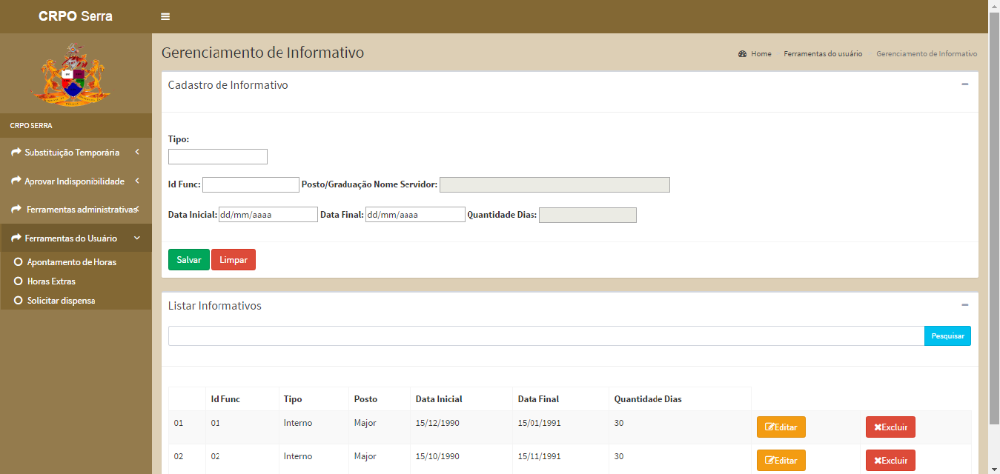 CRPO Serra
Gerenciamento de Informativo
Home Ferramentas do usuário Gerenciamento de Informativo
CRPO SERRA
Substituição Temporária
Aprovar Indisponibilidade
Ferramentas administrativas
Ferramentas do Usuário
Apontamento de Horas
Horas Extras
Solicitar dispensa
Cadastro de Informativo
Tipo:
Id Func: Posto/Graduação Nome Servidor:
Data Inicial: dd/mm/aaaa Data Final: dd/mm/aaaa Quantidade Dias:
Salvar Limpar
Listar Informativos
Pesquisar
Id Func Tipo Posto Data Inicial Data Final Quantidade Dias
01 01 Interno Major 15/12/1990 15/01/1991 30 Editar Excluir
02 02 Interno Major 15/10/1990 15/11/1991 30 Editar Excluir